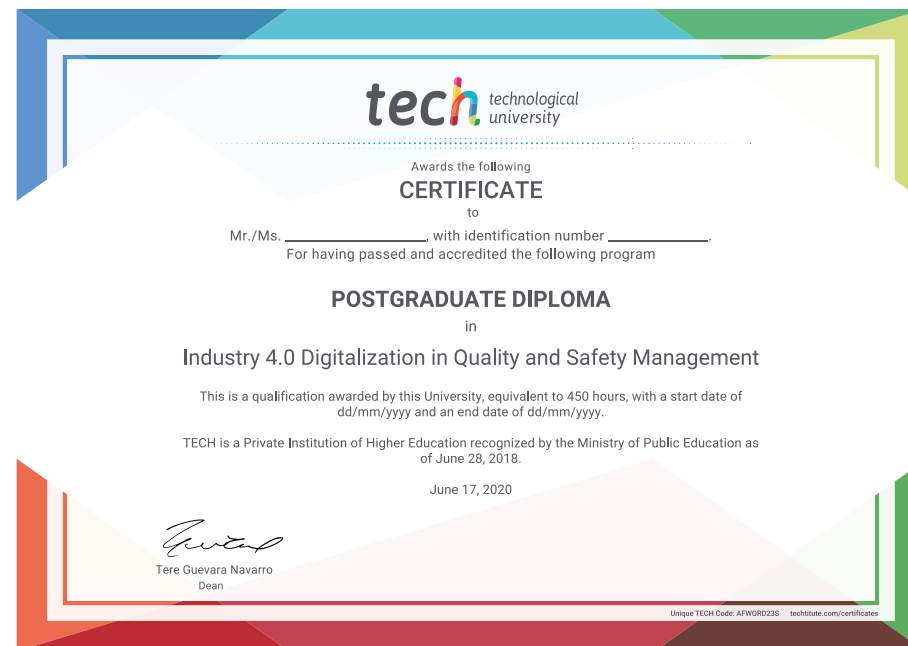 tech technological
university
Awards the following
CERTIFICATE
to
Mr./Ms. ____________________, with identification number ______________.
For having passed and accredited the following program
POSTGRADUATE DIPLOMA
in
Industry 4.0 Digitalization in Quality and Safety Management
This is a qualification awarded by this University, equivalent to 450 hours, with a start date of
dd/mm/yyyy and an end date of dd/mm/yyyy.
TECH is a Private Institution of Higher Education recognized by the Ministry of Public Education as
of June 28, 2018.
June 17, 2020
Tere Guevara Navarro
Dean
Unique TECH Code: AFWORD23S techtitute.com/certificates